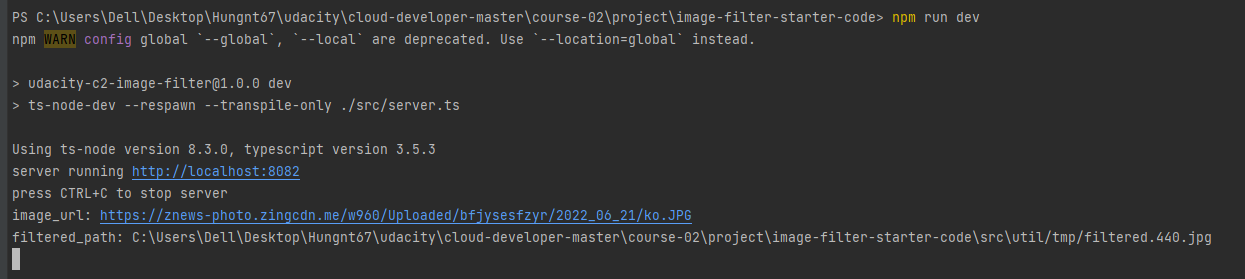 PS C:\Users\Dell\Desktop\Hungnt67\udacity\cloud-developer-master\course-02\project\image-filter-starter-code> npm run dev
npm WARN config global `--global`, `--local` are deprecated. Use `--location=global` instead.
> udacity-c2-image-filter@1.0.0 dev
> ts-node-dev --respawn --transpile-only ./src/server.ts
Using ts-node version 8.3.0, typescript version 3.5.3
server running http://localhost:8082
press CTRL+C to stop server
image_url: https://znews-photo.zingcdn.me/w960/Uploaded/bfjysesfzyr/2022_06_21/ko.JPG
filtered_path: C:\Users\Dell\Desktop\Hungnt67\udacity\cloud-developer-master\course-02\project\image-filter-starter-code\src\util/tmp/filtered.440.jpg